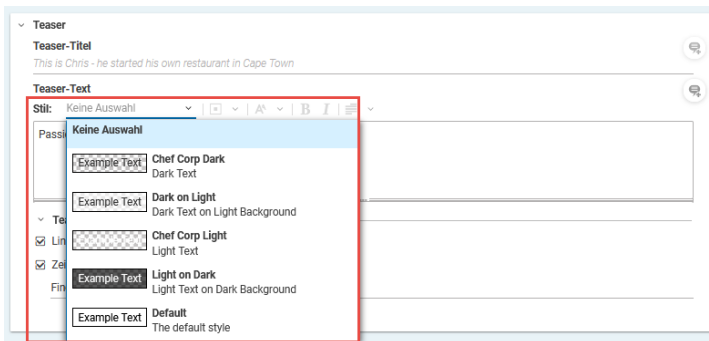 Teaser
Teaser-Titel
This is Chris - he started his own restaurant in Cape Town
Teaser-Text
Stil: Keine Auswahl B I
Keine Auswahl
Example Text Chef Corp Dark
Dark Text
Example Text Dark on Light
Dark Text on Light Background
Chef Corp Light
Light Text
Example Text Light on Dark
Light Text on Dark Background
Example Text Default
The default style